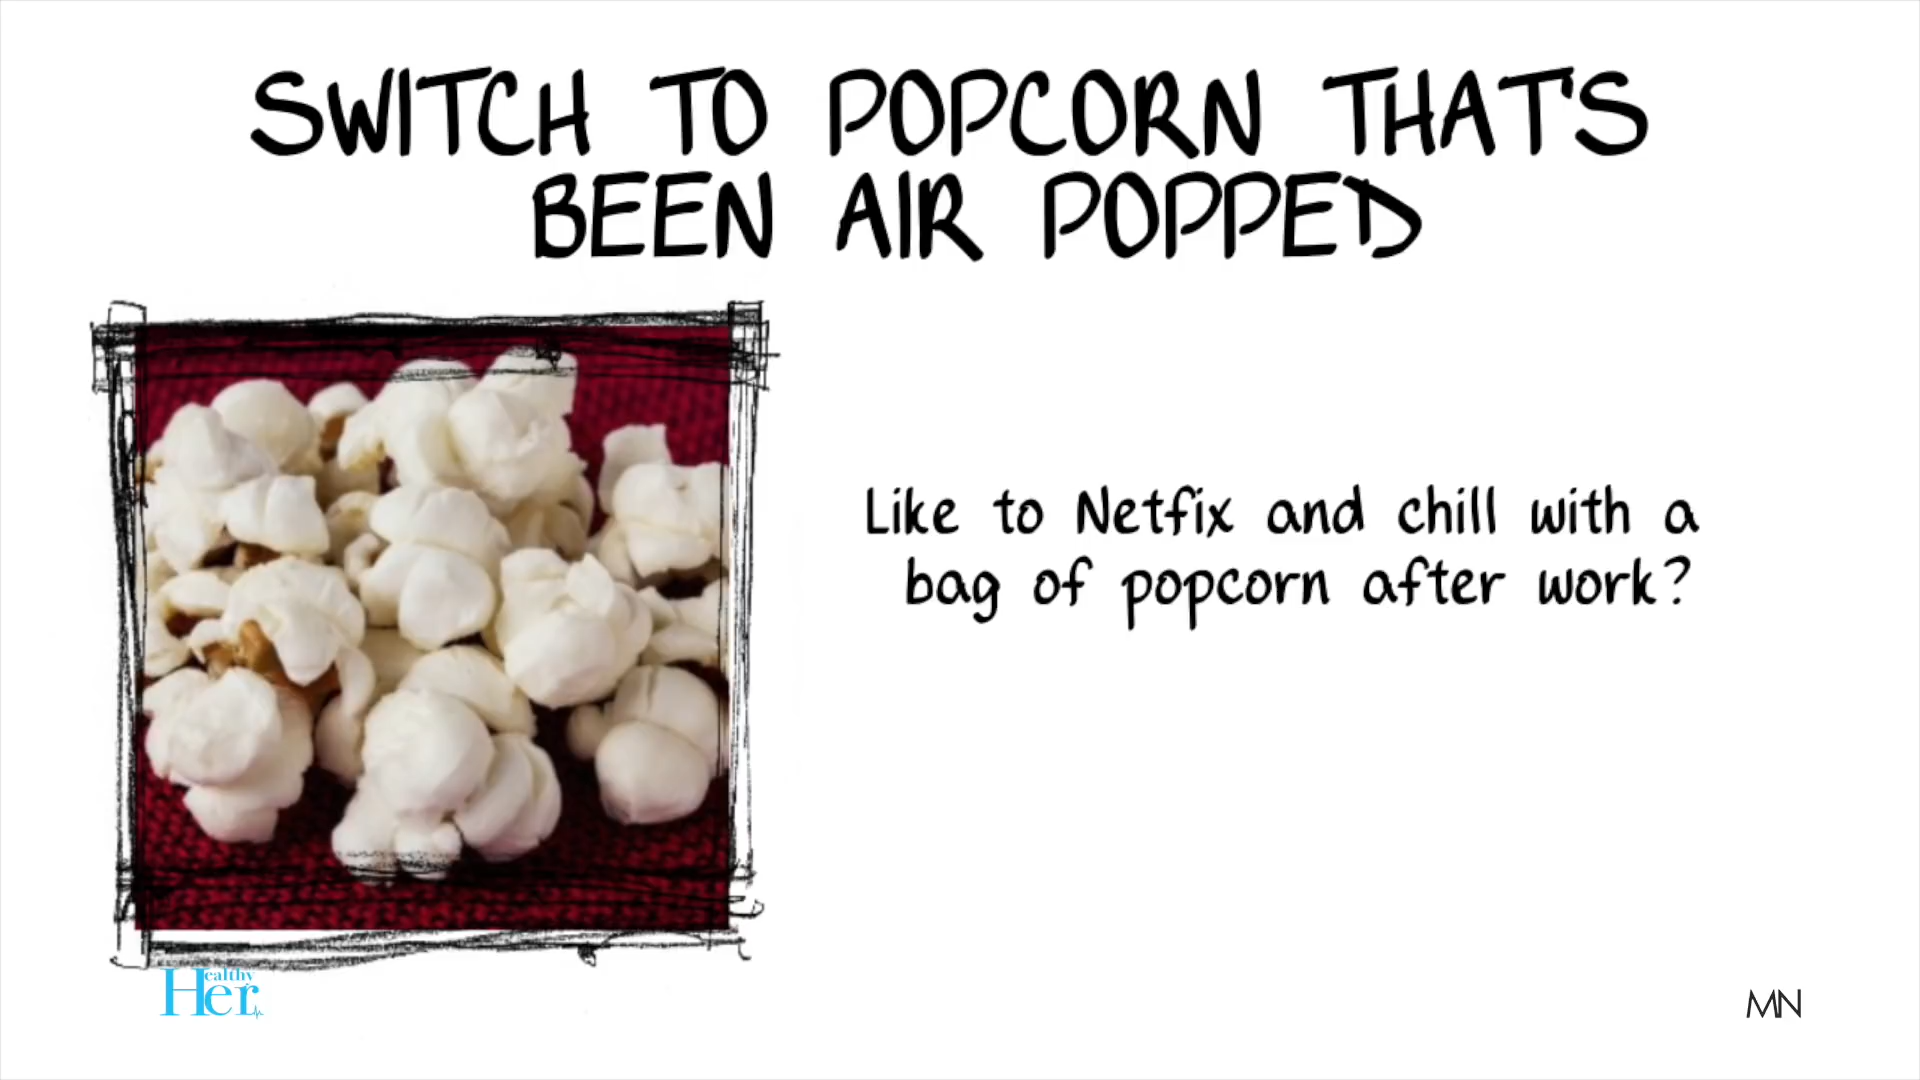 SWITCH TO POPCORN THAT'S
BEEN AIR POPPED
Like to Netfix and chill with a
bag of popcorn after work?
Healthy
Her
MN